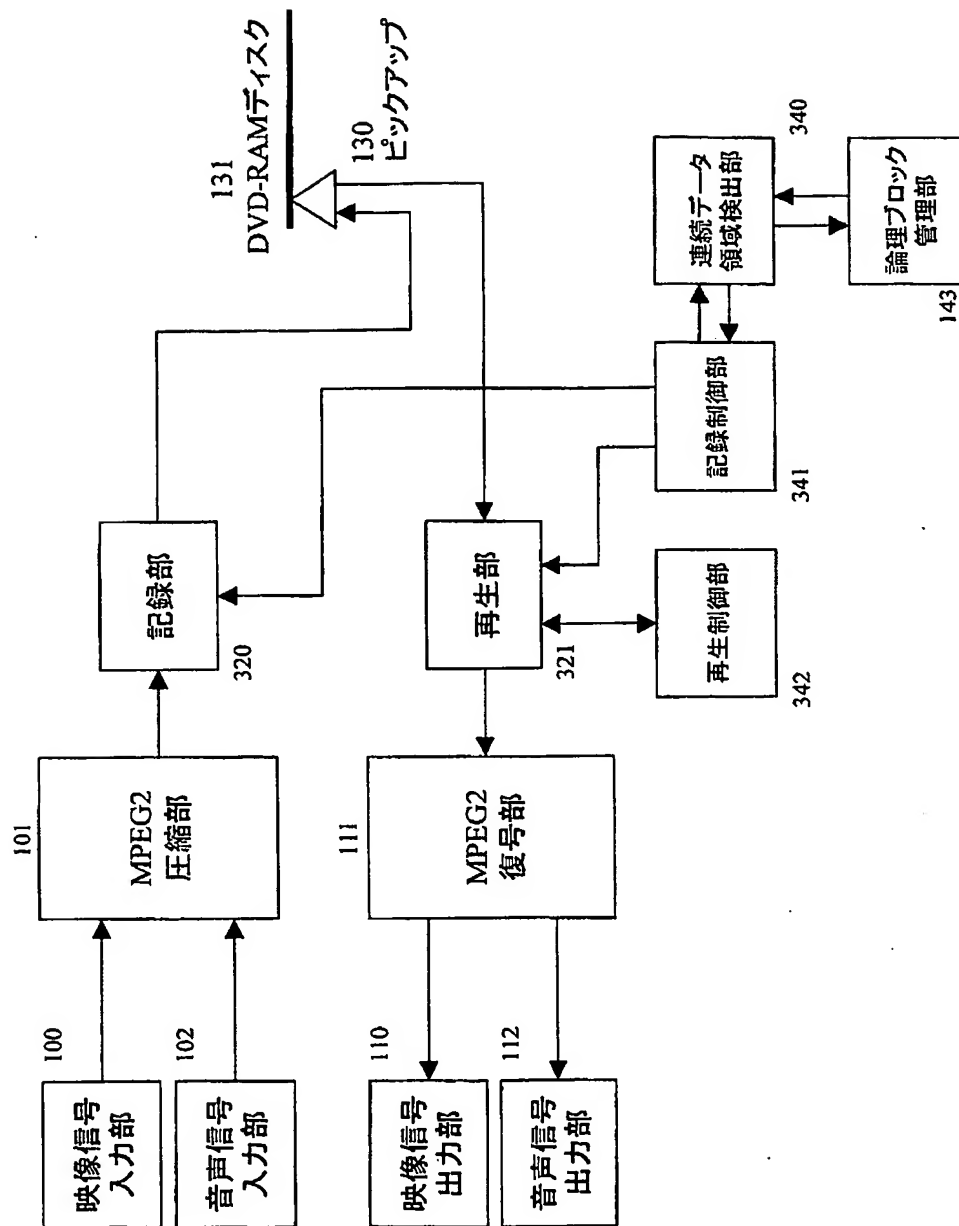 100
映像信号
入力部
102
音声信号
入力部
101
MPEG2
圧縮部
記録部
320
131
DVD-RAMディスク
130
ピックアップ
110
映像信号
出力部
112
音声信号
出力部
111
MPEG2
復号部
再生部
321
再生制御部
342
記録制御部
341
340
連続データ
領域検出部
論理ブロック
管理部
143